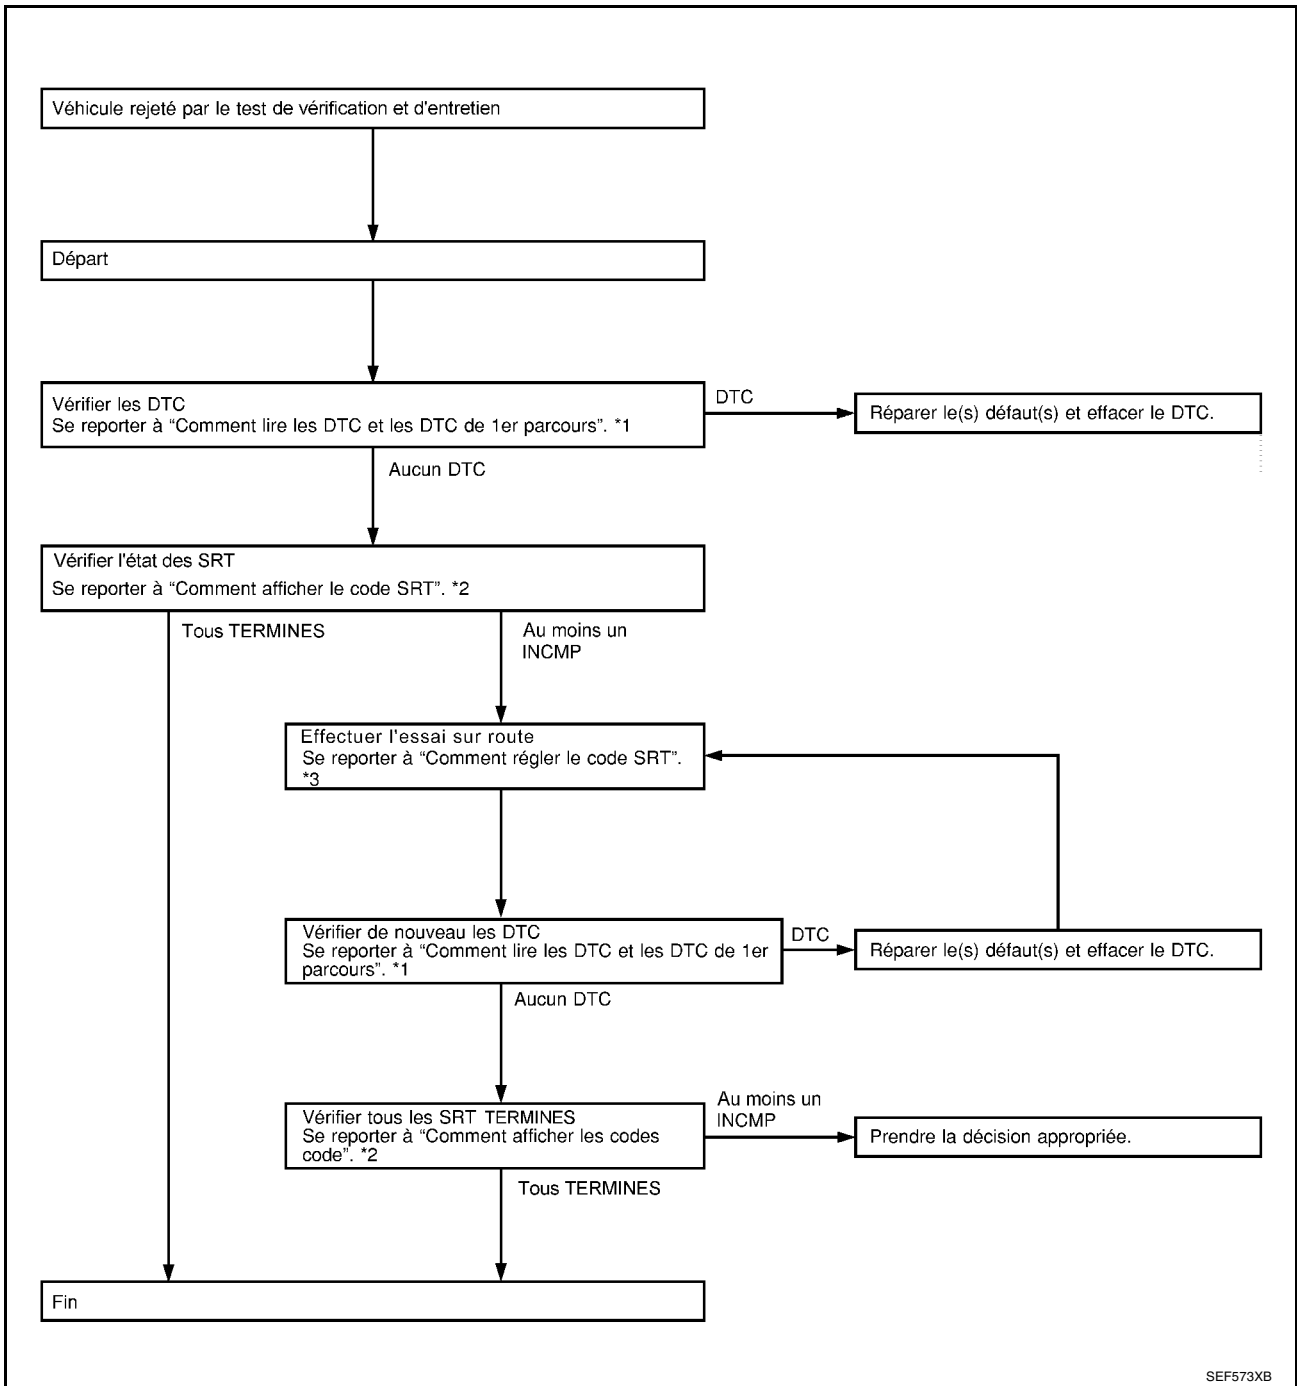 Véhicule rejeté par le test de vérification et d'entretien
Départ
Vérifier les DTC
Se reporter à “Comment lire les DTC et les DTC de 1er parcours”. *1
DTC
Réparer le(s) défaut(s) et effacer le DTC.
Aucun DTC
Vérifier l'état des SRT
Se reporter à “Comment afficher le code SRT”. *2
Tous TERMINES
Au moins un
INCMP
Effectuer l'essai sur route
Se reporter à “Comment régler le code SRT”.
*3
Vérifier de nouveau les DTC
Se reporter à “Comment lire les DTC et les DTC de 1er
parcours”. *1
DTC
Réparer le(s) défaut(s) et effacer le DTC.
Aucun DTC
Vérifier tous les SRT TERMINES
Se reporter à “Comment afficher les codes
code”. *2
Au moins un
INCMP
Prendre la décision appropriée.
Tous TERMINES
Fin
SEF573XB